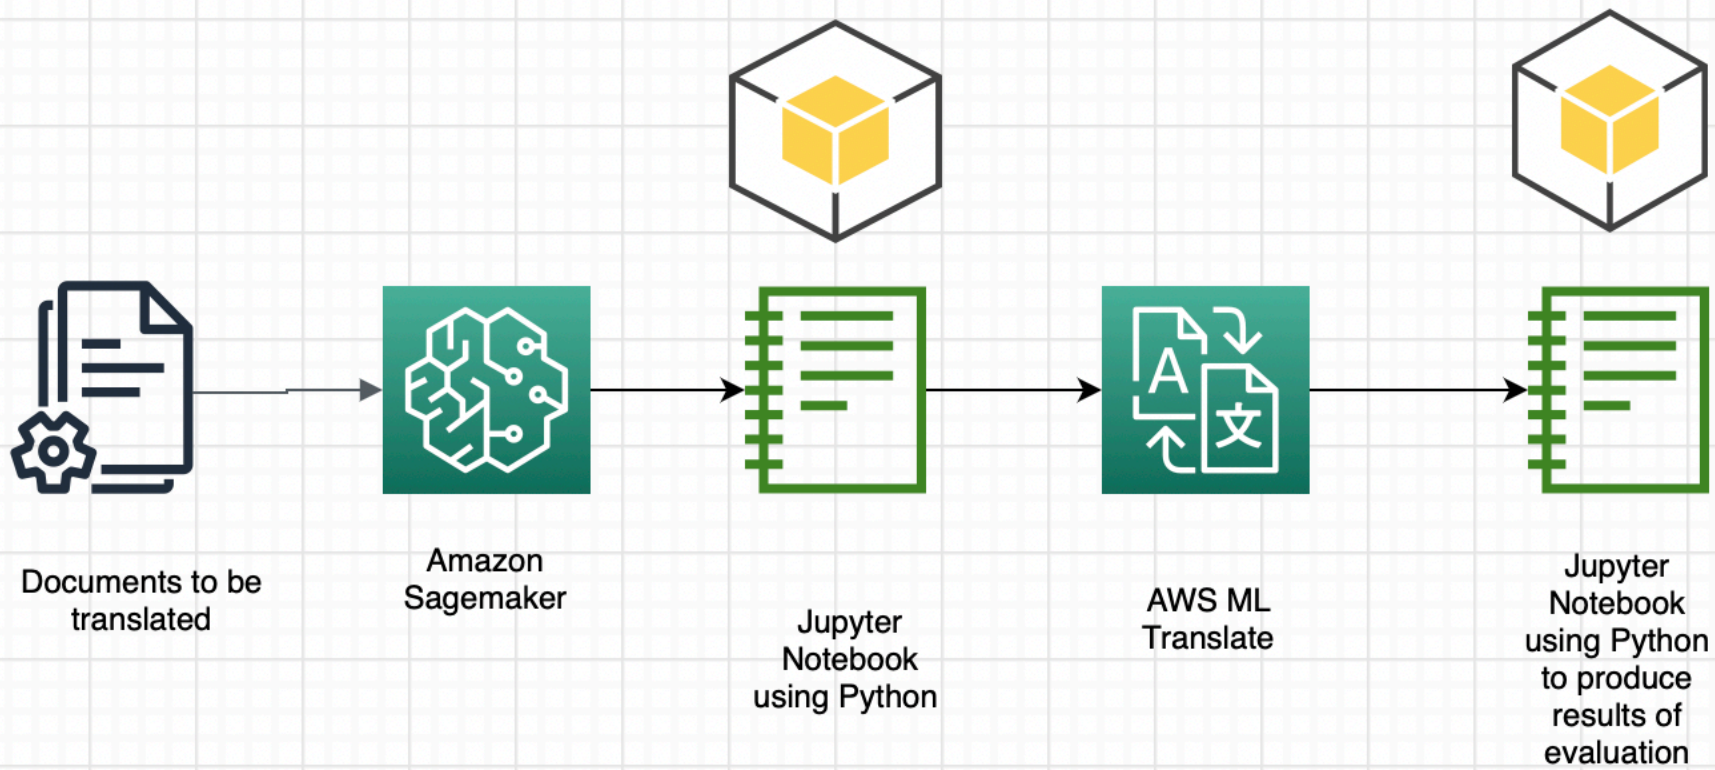 A
文
Documents to be
translated
Amazon
Sagemaker
Jupyter
Notebook
using Python
AWS ML
Translate
Jupyter
Notebook
using Python
to produce
results of
evaluation